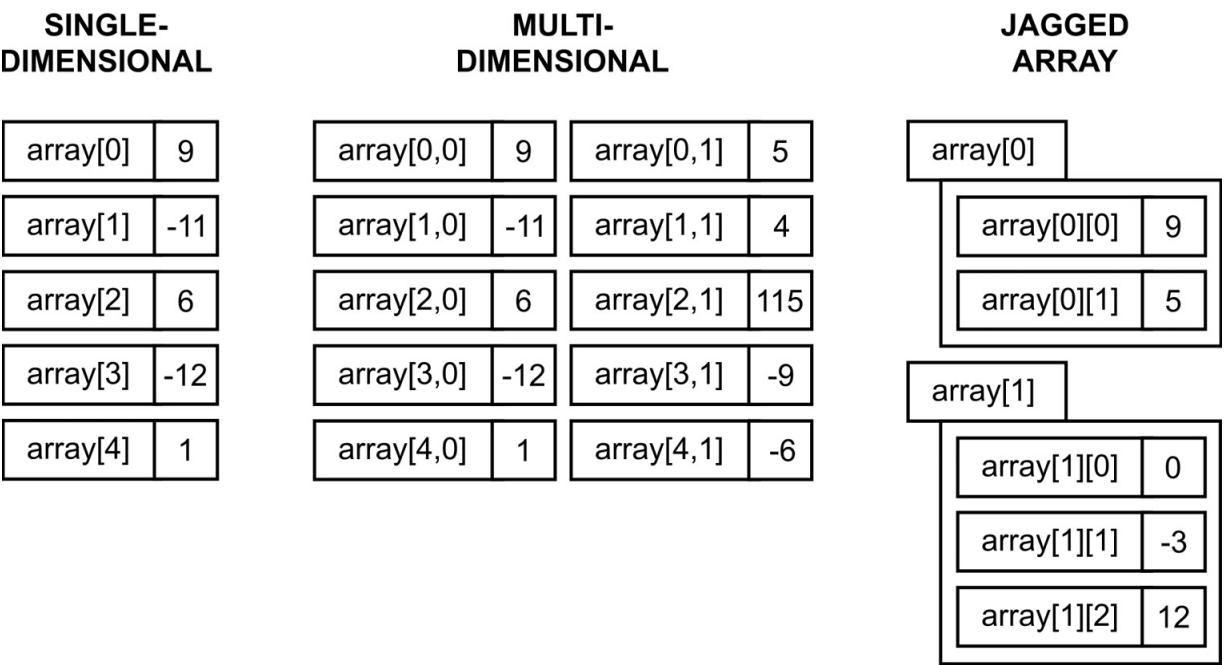 SINGLE-
DIMENSIONAL
array[0] 9
array[1] -11
array[2] 6
array[3] -12
array[4] 1
MULTI-
DIMENSIONAL
array[0,0] 9 array[0,1] 5
array[1,0] -11 array[1,1] 4
array[2,0] 6 array[2,1] 115
array[3,0] -12 array[3,1] -9
array[4,0] 1 array[4,1] -6
JAGGED
ARRAY
array[0]
array[0][0] 9
array[0][1] 5
array[1]
array[1][0] 0
array[1][1] -3
array[1][2] 12